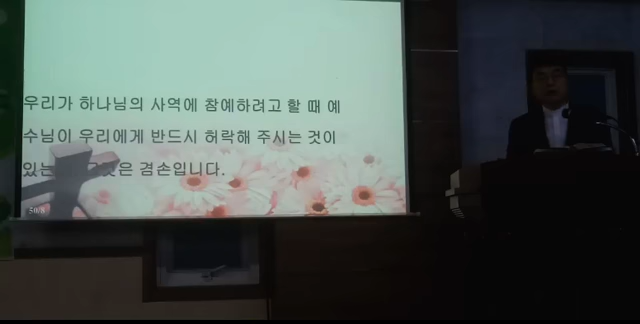 우리가 하나님의 사역에 참예하려고 할 때 예
수님이 우리에게 반드시 허락해 주시는 것이
있는 은 겸손입니다.